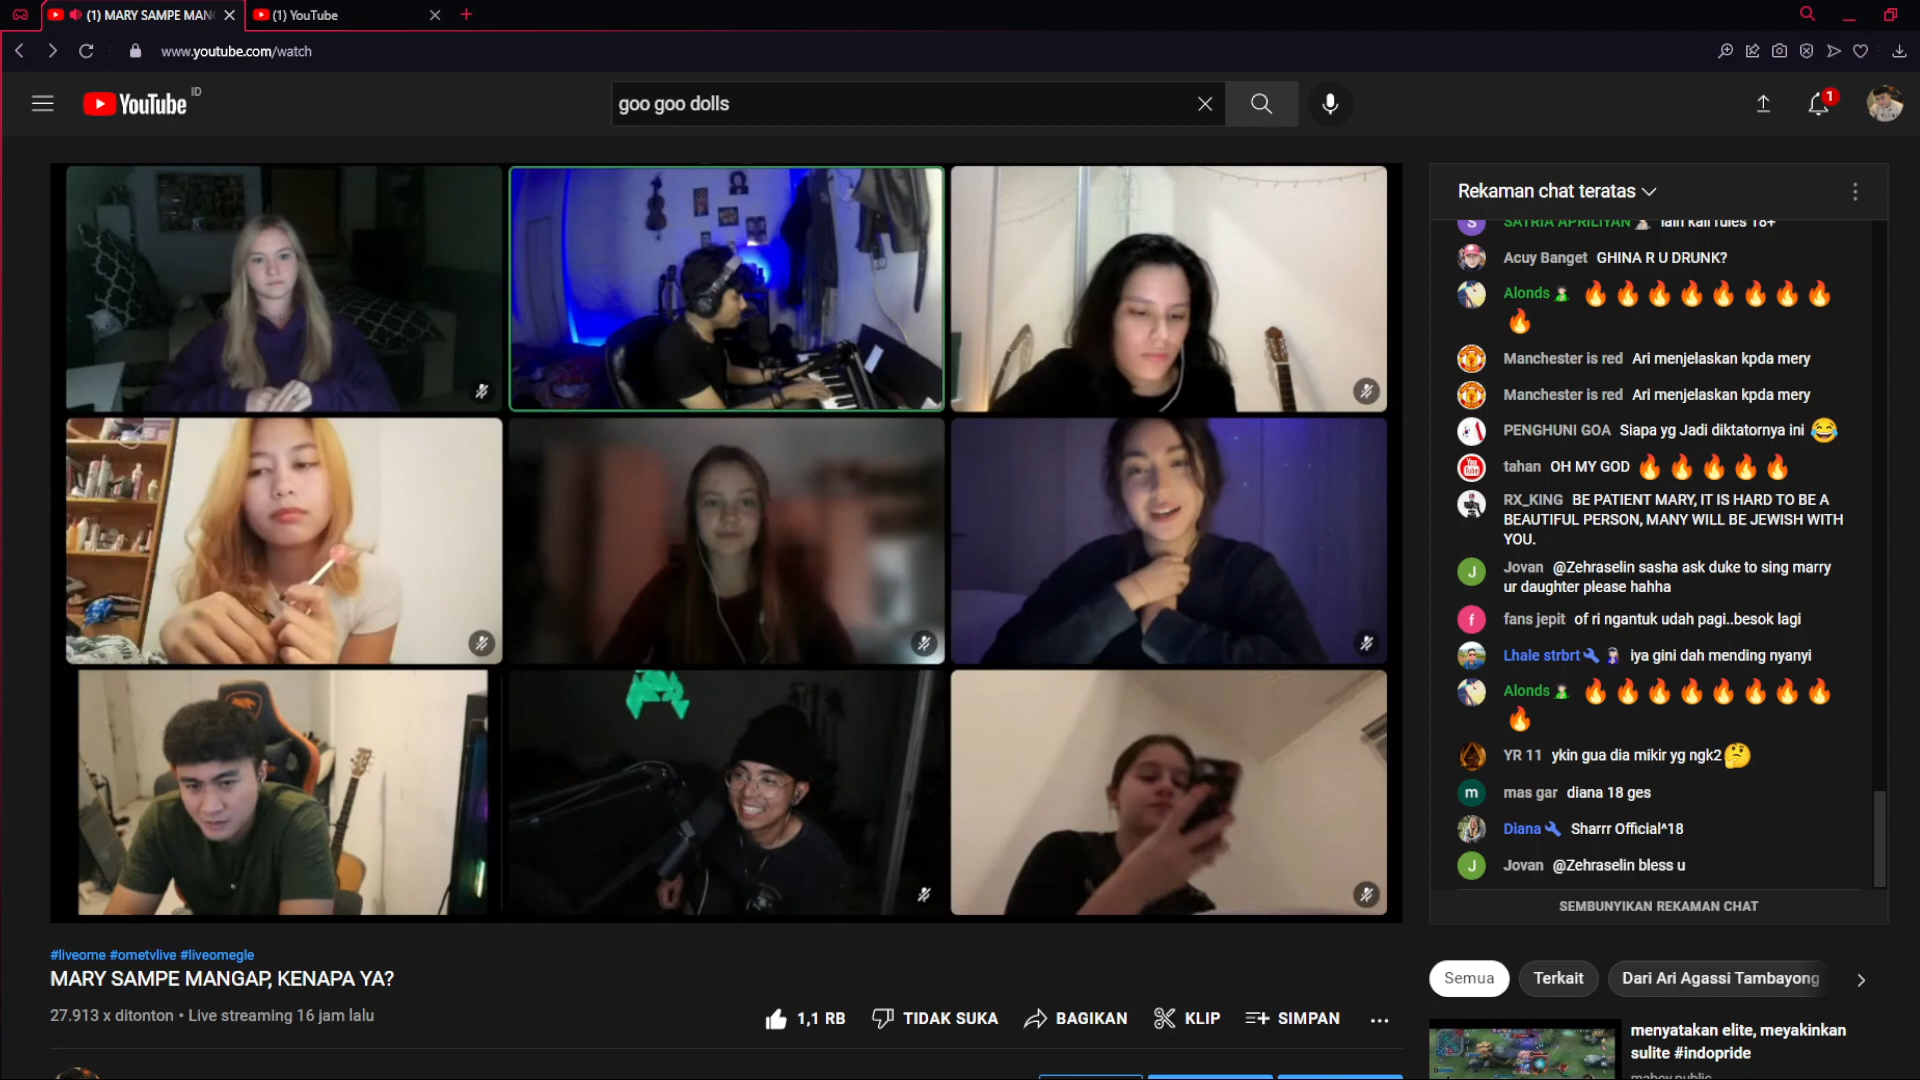 (1) MARY SAMPE MAN
(1) YouTube
www.youtube.com/watch
YouTube ID
goo goo dolls
1
Rekaman chat teratas
SATRIA APRILIYAN lain kali rules 18+
Acuy Banget GHINA R U DRUNK?
Alonds 🔥🔥🔥🔥🔥🔥🔥🔥
🔥
Manchester is red Ari menjelaskan kpda mery
Manchester is red Ari menjelaskan kpda mery
PENGHUNI GOA Siapa yg Jadi diktatornya ini 😂
tahan OH MY GOD 🔥🔥🔥🔥🔥
RX_KING BE PATIENT MARY, IT IS HARD TO BE A
BEAUTIFUL PERSON, MANY WILL BE JEWISH WITH
YOU.
Jovan @Zehraselin sasha ask duke to sing marry
ur daughter please hahha
fans jepit of ri ngantuk udah pagi..besok lagi
Lhale strbrt iya gini dah mending nyanyi
Alonds 🔥🔥🔥🔥🔥🔥🔥🔥
🔥
YR 11 ykin gua dia mikir yg ngk2🤔
mas gar diana 18 ges
Diana Sharrr Official^18
Jovan @Zehraselin bless u
SEMBUNYIKAN REKAMAN CHAT
#liveome #ometvlive #liveomegle
MARY SAMPE MANGAP, KENAPA YA?
27.913 x ditonton • Live streaming 16 jam lalu
1,1 RB TIDAK SUKA BAGIKAN KLIP SIMPAN
Semua Terkait Dari Ari Agassi Tambayong
menyatakan elite, meyakinkan
sulite #indopride